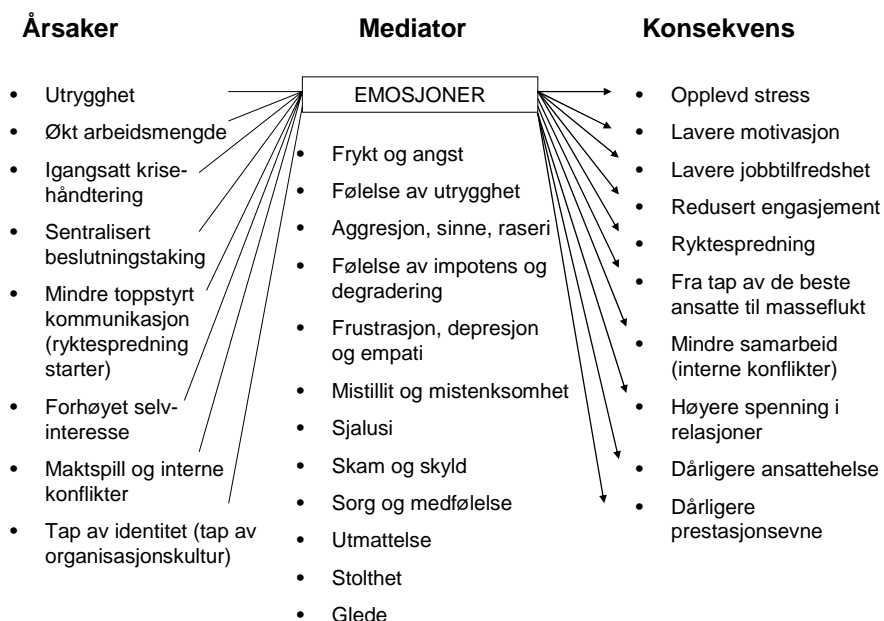 Årsaker
• Utrygghet
• Økt arbeidsmengde
• Igangsatt krise-
håndtering
• Sentralisert
beslutningstaking
• Mindre toppstyrt
kommunikasjon
(ryktespredning
starter)
• Forhøyet selv-
interesse
• Maktspill og interne
konflikter
• Tap av identitet (tap av
organisasjonskultur)
Mediator
EMOSJONER
• Frykt og angst
• Følelse av utrygghet
• Aggresjon, sinne, raseri
• Følelse av impotens og
degradering
• Frustrasjon, depresjon
og empati
• Mistillit og mistenksomhet
• Sjalusi
• Skam og skyld
• Sorg og medfølelse
• Utmattelse
• Stolthet
• Glede
Konsekvens
• Opplevd stress
• Lavere motivasjon
• Lavere jobbtilfredshet
• Redusert engasjement
• Ryktespredning
• Fra tap av de beste
ansatte til masseflukt
• Mindre samarbeid
(interne konflikter)
• Høyere spenning i
relasjoner
• Dårligere ansattehelse
• Dårligere
prestasjonsevne